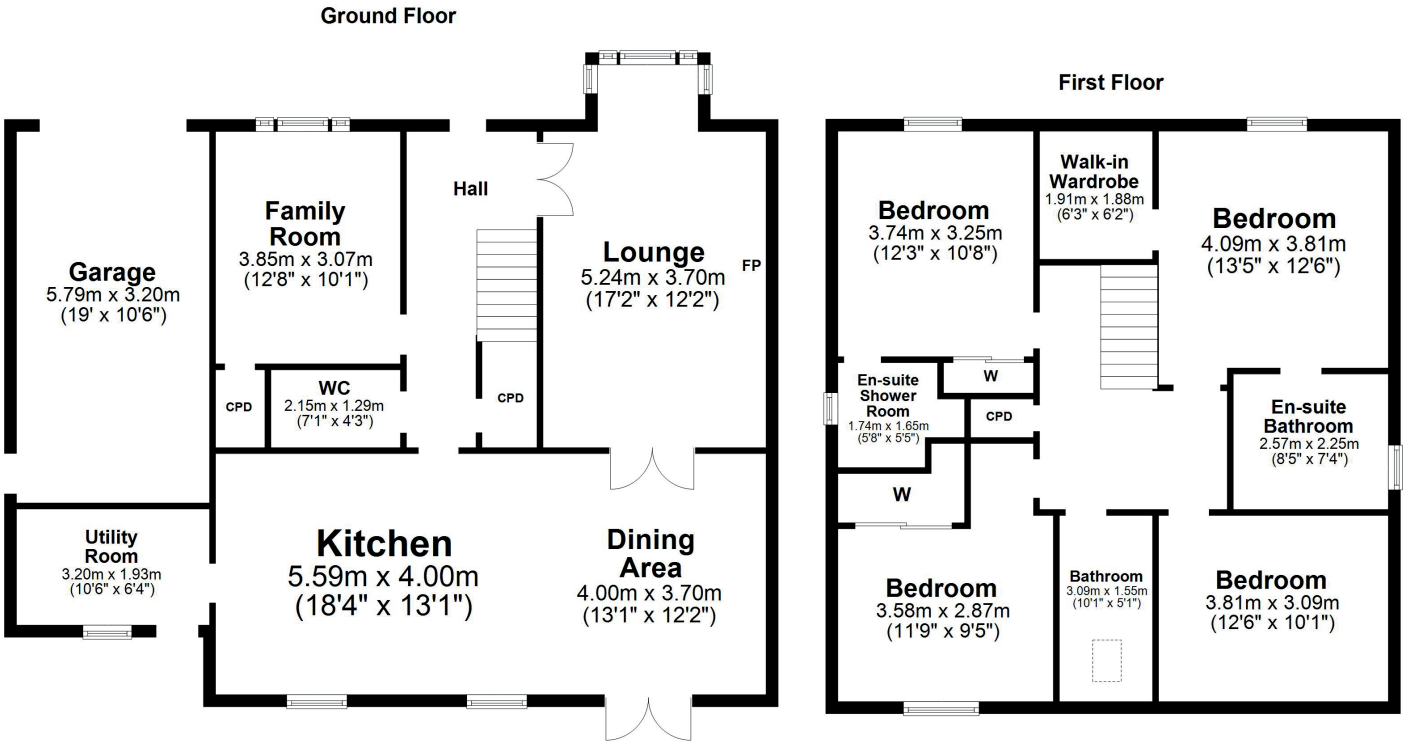 Ground Floor
Garage
5.79m x 3.20m
(19' x 10'6")
Family
Room
3.85m x 3.07m
(12'8" x 10'1")
Hall
Lounge
5.24m x 3.70m
(17'2" x 12'2")
FP
CPD
WC
2.15m x 1.29m
(7'1" x 4'3")
CPD
Utility
Room
3.20m x 1.93m
(10'6" x 6'4")
Kitchen
5.59m x 4.00m
(18'4" x 13'1")
Dining
Area
4.00m x 3.70m
(13'1" x 12'2")
First Floor
Bedroom
3.74m x 3.25m
(12'3" x 10'8")
Walk-in
Wardrobe
1.91m x 1.88m
(6'3" x 6'2")
Bedroom
4.09m x 3.81m
(13'5" x 12'6")
En-suite
Shower
Room
1.74m x 1.65m
(5'8" x 5'5")
W
CPD
En-suite
Bathroom
2.57m x 2.25m
(8'5" x 7'4")
W
Bedroom
3.58m x 2.87m
(11'9" x 9'5")
Bathroom
3.09m x 1.55m
(10'1" x 5'1")
Bedroom
3.81m x 3.09m
(12'6" x 10'1")